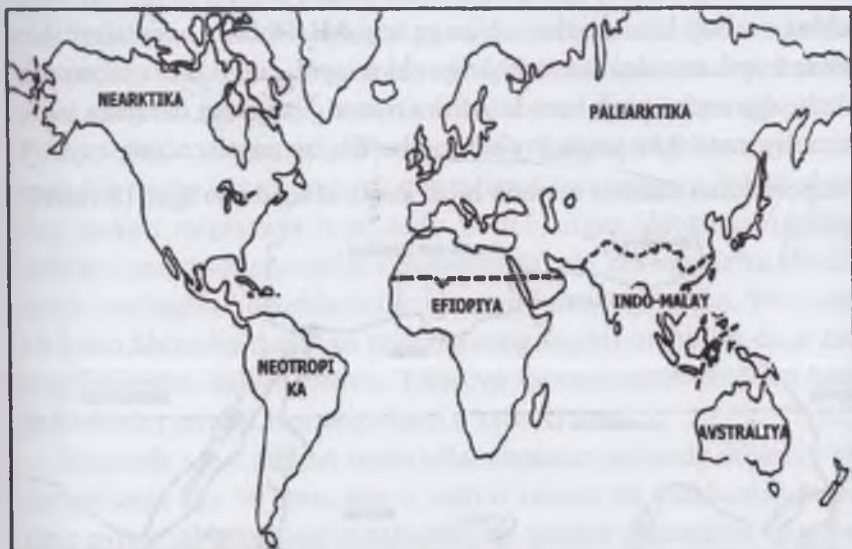 NEARKTIKA
PALEARKTIKA
EFIOPIYA
INDO-MALAY
NEOTROPI
KA
AVSTRALIYA